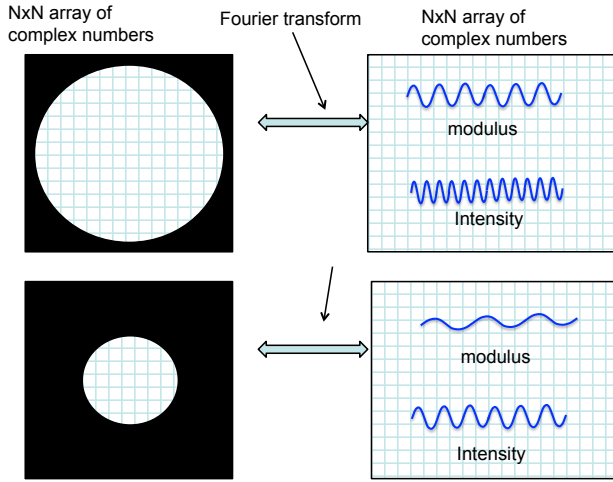 NxN array of
complex numbers
Fourier transform
NxN array of
complex numbers
modulus
Intensity
modulus
Intensity